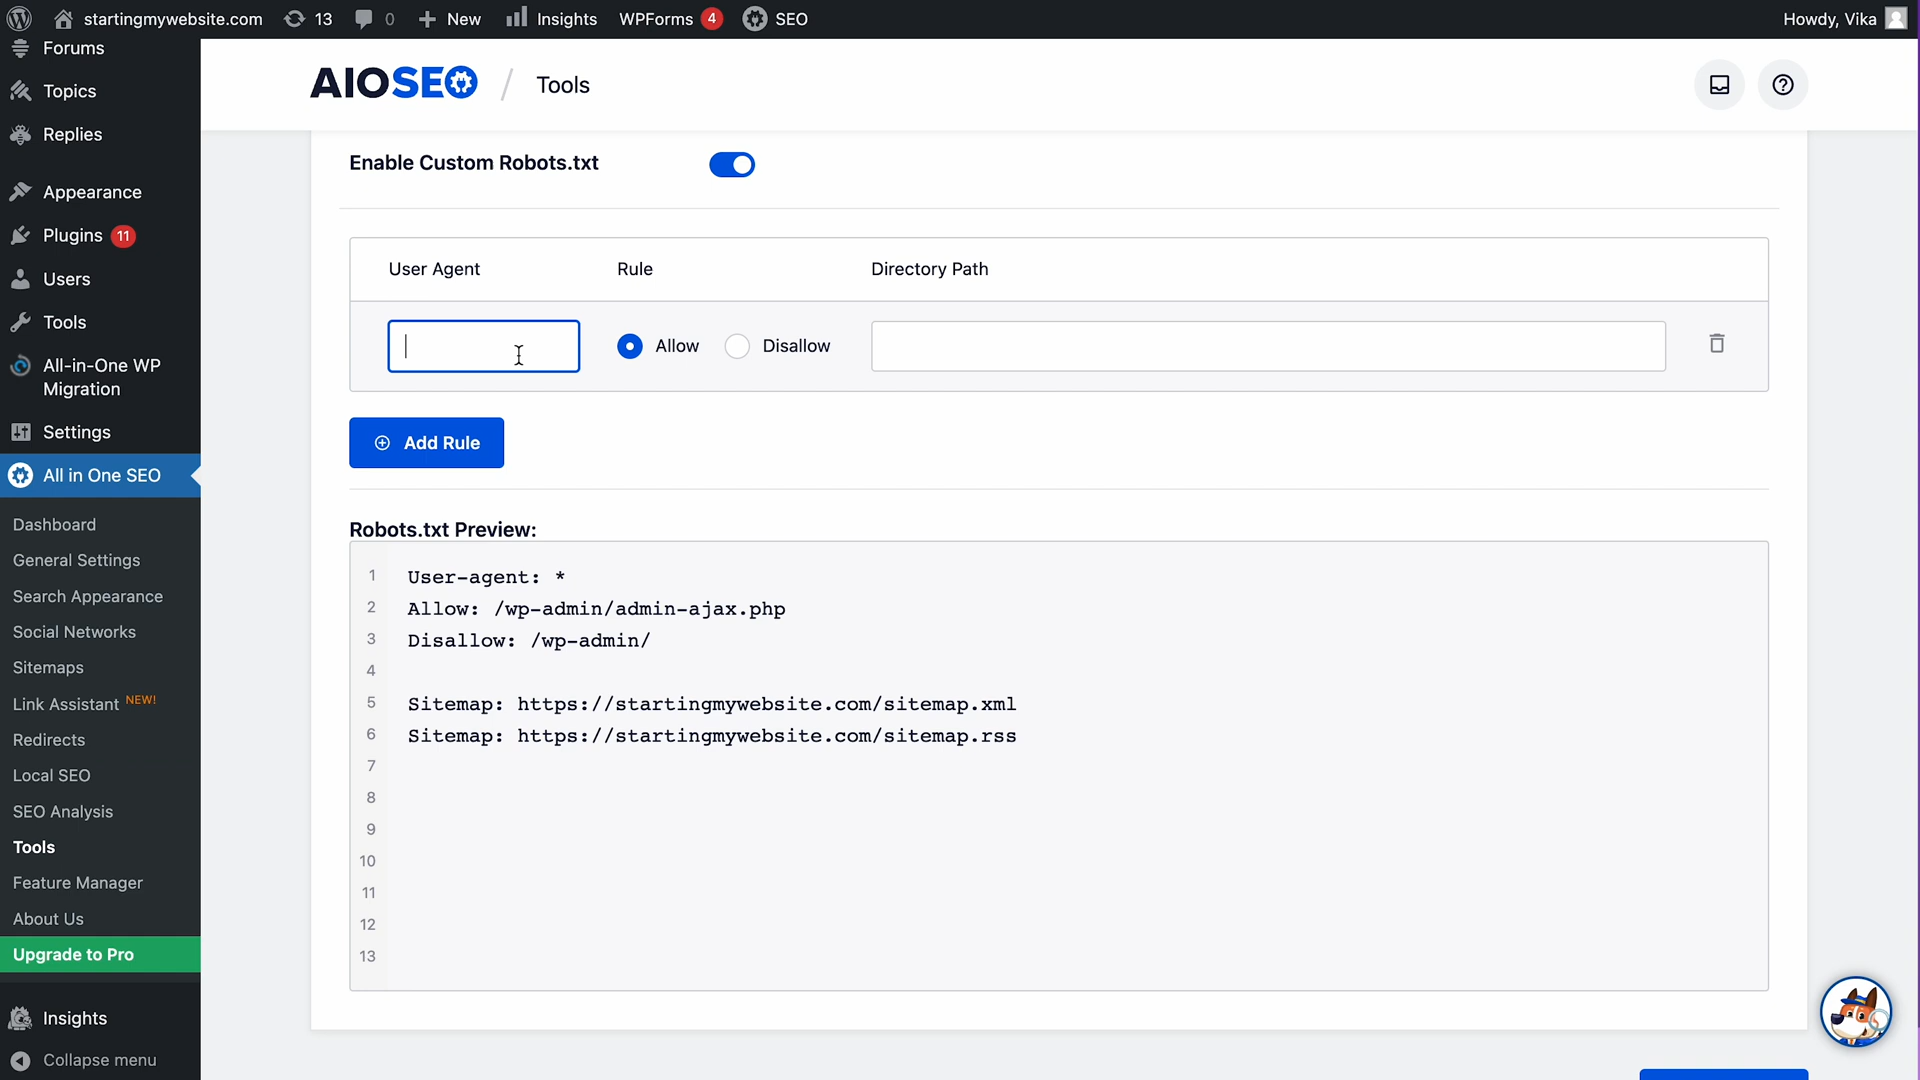 startingmywebsite.com 13 0 New Insights WPForms 4 SEO Howdy, Vika
Forums
Topics
Replies
Appearance
Plugins 11
Users
Tools
All-in-One WP
Migration
Settings
All in One SEO
Dashboard
General Settings
Search Appearance
Social Networks
Sitemaps
Link Assistant NEW!
Redirects
Local SEO
SEO Analysis
Tools
Feature Manager
About Us
Upgrade to Pro
Insights
Collapse menu
AIOSEO / Tools
Enable Custom Robots.txt
User Agent Rule Directory Path
Allow Disallow
Add Rule
Robots.txt Preview:
1 User-agent: *
2 Allow: /wp-admin/admin-ajax.php
3 Disallow: /wp-admin/
4
5 Sitemap: https://startingmywebsite.com/sitemap.xml
6 Sitemap: https://startingmywebsite.com/sitemap.rss
7
8
9
10
11
12
13